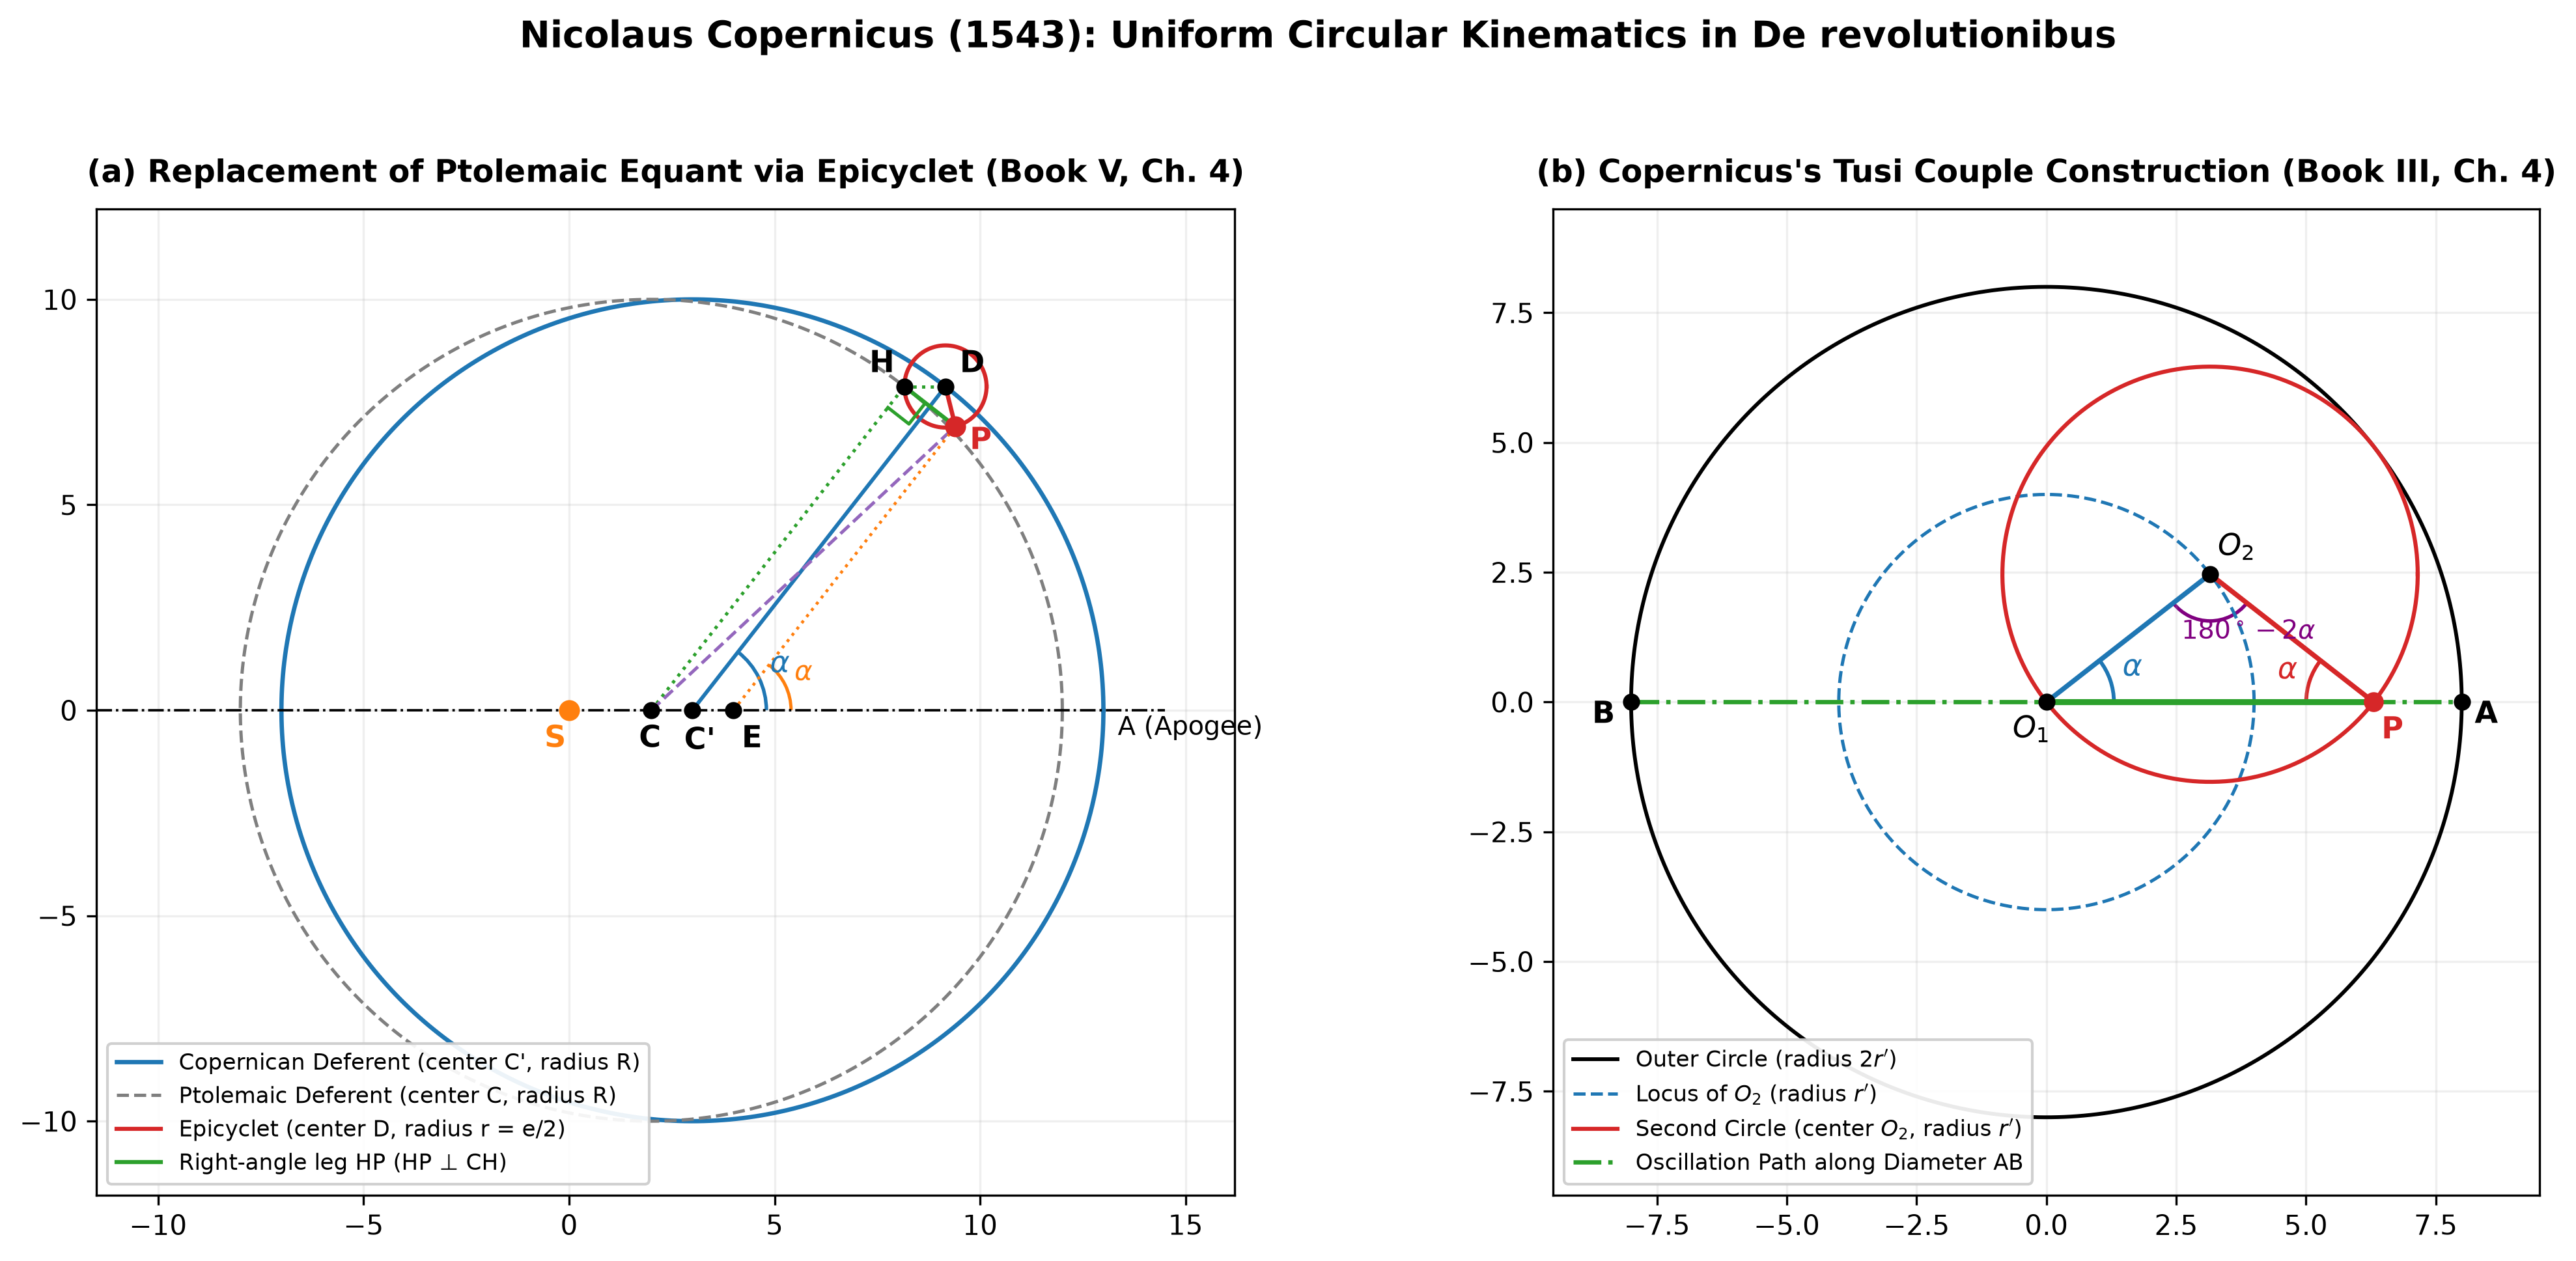 Nicolaus Copernicus (1543): Uniform Circular Kinematics in De revolutionibus
(a) Replacement of Ptolemaic Equant via Epicyclet (Book V, Ch. 4)
10
5
0
−5
−10
−10
−5
0
5
10
15
H
D
P
α
α
S
C
C'
E
A (Apogee)
Copernican Deferent (center C', radius R)
Ptolemaic Deferent (center C, radius R)
Epicyclet (center D, radius r = e/2)
Right-angle leg HP (HP ⊥ CH)
(b) Copernicus's Tusi Couple Construction (Book III, Ch. 4)
7.5
5.0
2.5
0.0
−2.5
−5.0
−7.5
−7.5
−5.0
−2.5
0.0
2.5
5.0
7.5
O₂
180° − 2α
α
α
B
O₁
P
A
Outer Circle (radius 2r′)
Locus of O₂ (radius r′)
Second Circle (center O₂, radius r′)
Oscillation Path along Diameter AB